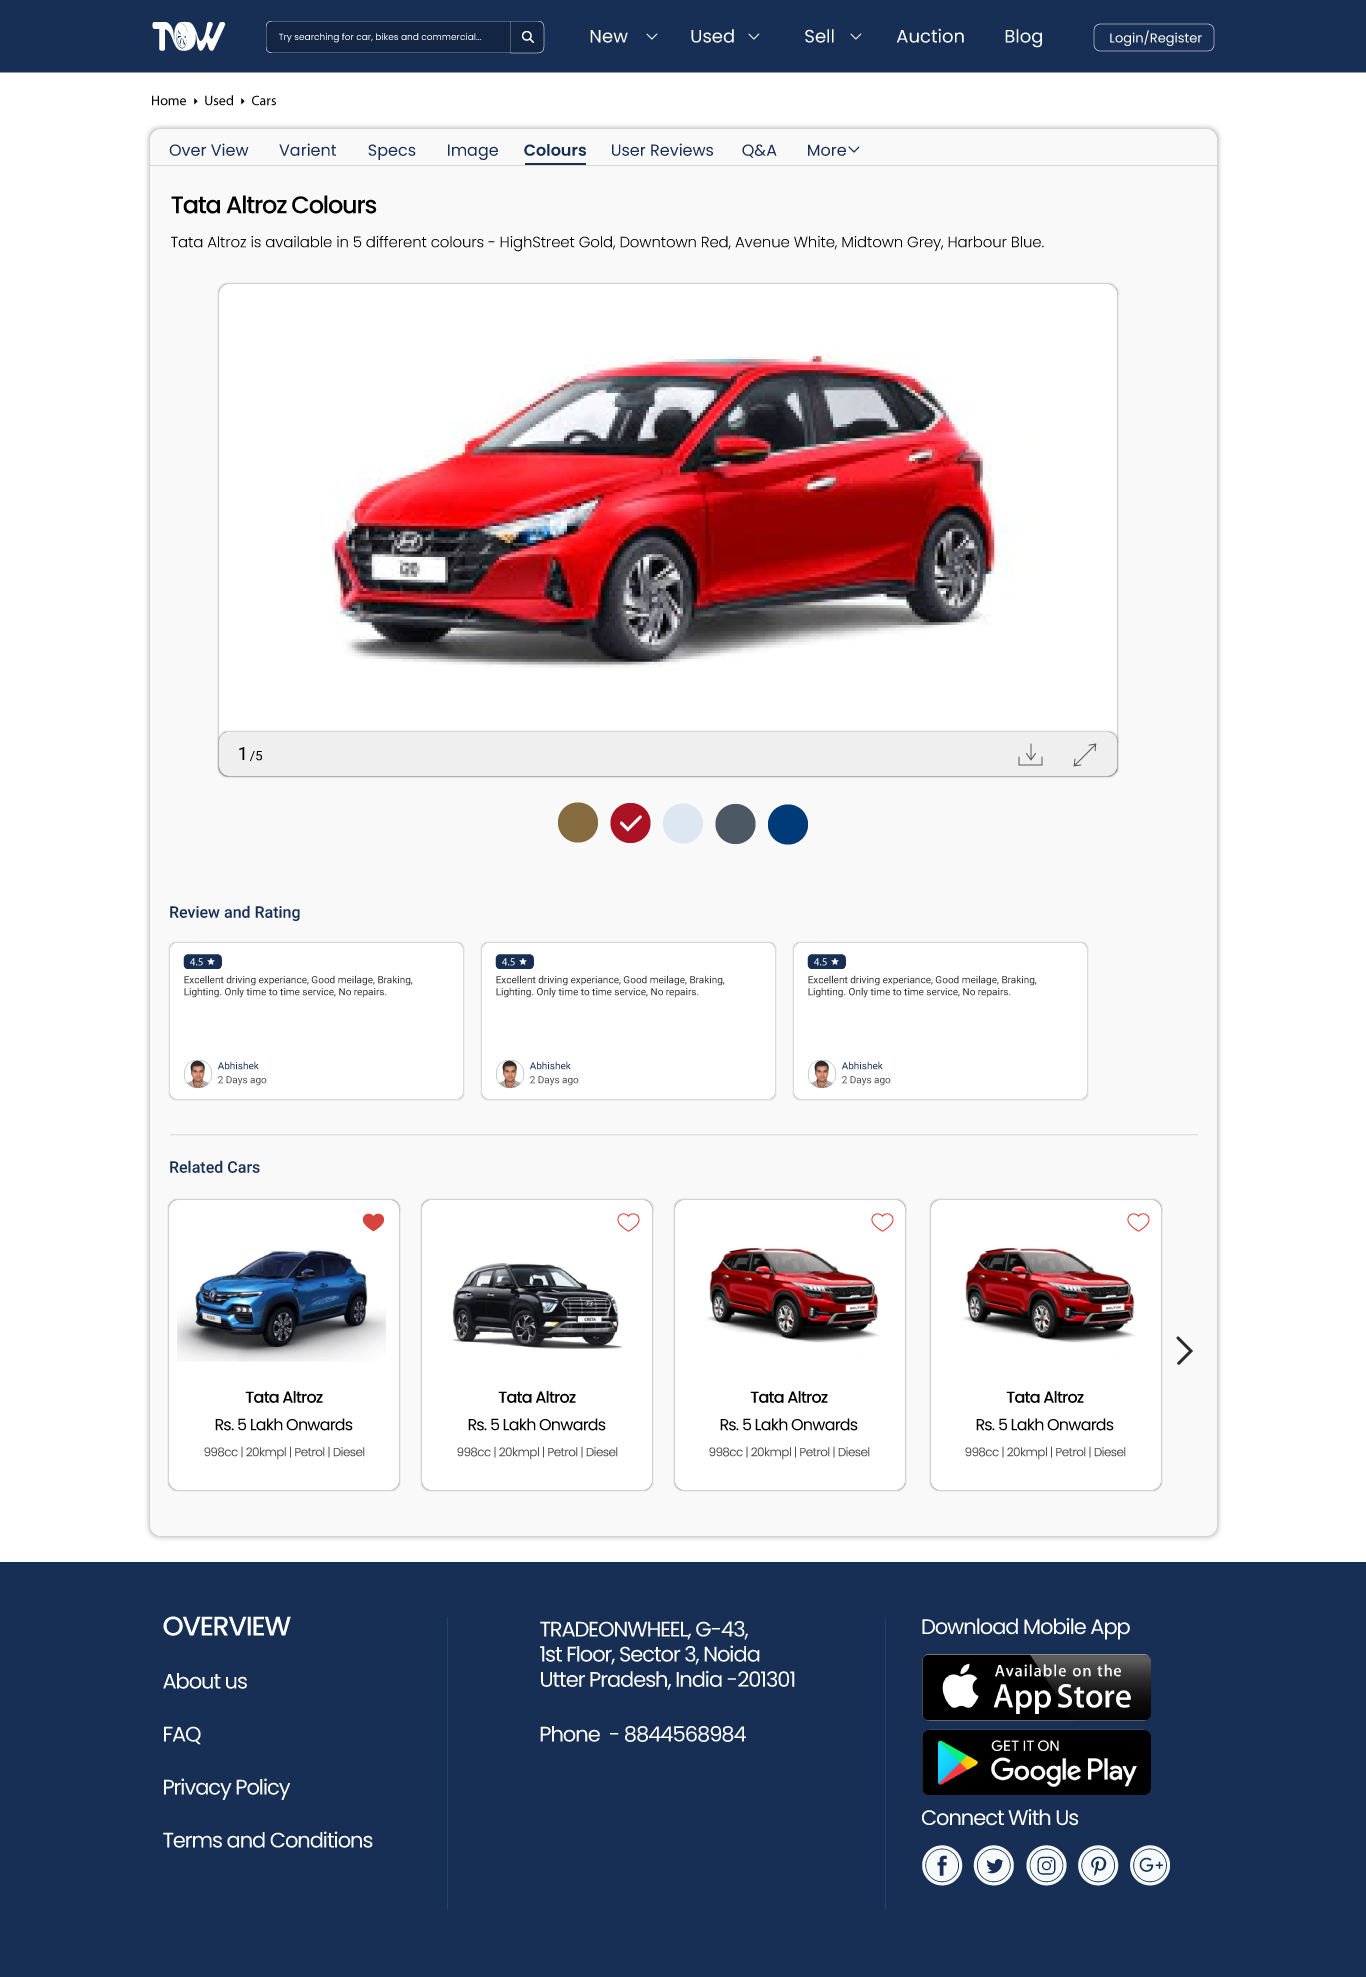 TOW
Try searching for car, bikes and commercial...
New Used Sell Auction Blog
Login/Register
Home Used Cars
Over View Varient Specs Image Colours User Reviews Q&A More
Tata Altroz Colours
Tata Altroz is available in 5 different colours - HighStreet Gold, Downtown Red, Avenue White, Midtown Grey, Harbour Blue.
i20
1/5
Review and Rating
4.5
Excellent driving experiance, Good meilage, Braking,
Lighting. Only time to time service, No repairs.
Abhishek
2 Days ago
4.5
Excellent driving experiance, Good meilage, Braking,
Lighting. Only time to time service, No repairs.
Abhishek
2 Days ago
4.5
Excellent driving experiance, Good meilage, Braking,
Lighting. Only time to time service, No repairs.
Abhishek
2 Days ago
Related Cars
CRETA
Tata Altroz
Rs. 5 Lakh Onwards
998cc | 20kmpl | Petrol | Diesel
Tata Altroz
Rs. 5 Lakh Onwards
998cc | 20kmpl | Petrol | Diesel
Tata Altroz
Rs. 5 Lakh Onwards
998cc | 20kmpl | Petrol | Diesel
Tata Altroz
Rs. 5 Lakh Onwards
998cc | 20kmpl | Petrol | Diesel
OVERVIEW
About us
FAQ
Privacy Policy
Terms and Conditions
TRADEONWHEEL, G-43,
1st Floor, Sector 3, Noida
Utter Pradesh, India -201301
Phone - 8844568984
Download Mobile App
Available on the
App Store
GET IT ON
Google Play
Connect With Us